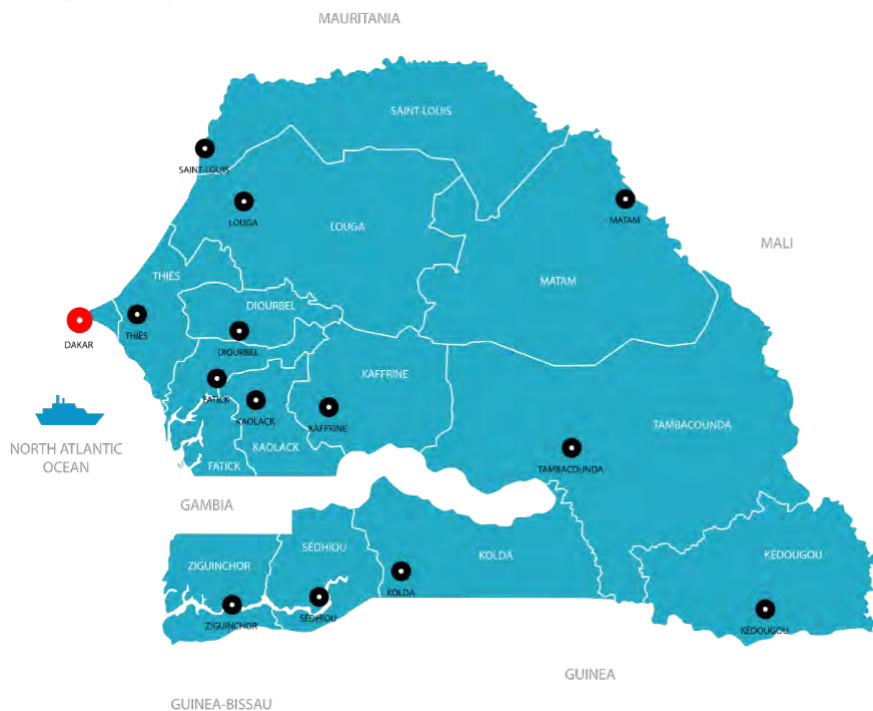 MAURITANIA
SAINT-LOUIS
SAINT-LOUIS
LOUGA
MATAM
LOUGA
MALI
THIES
MATAM
DIOURBEL
THIÈS
DAKAR
DIOURBEL
KAFFRINE
FATICK
KAOLACK
KAFFRINE
TAMBACOUNDA
NORTH ATLANTIC
OCEAN
KAOLACK
FATICK
TAMBACOUNDA
GAMBIA
SÉDHIOU
KOLDA
KÉDOUGOU
ZIGUINCHOR
KOLDA
SÉDHIOU
ZIGUINCHOR
KÉDOUGOU
GUINEA
GUINEA-BISSAU